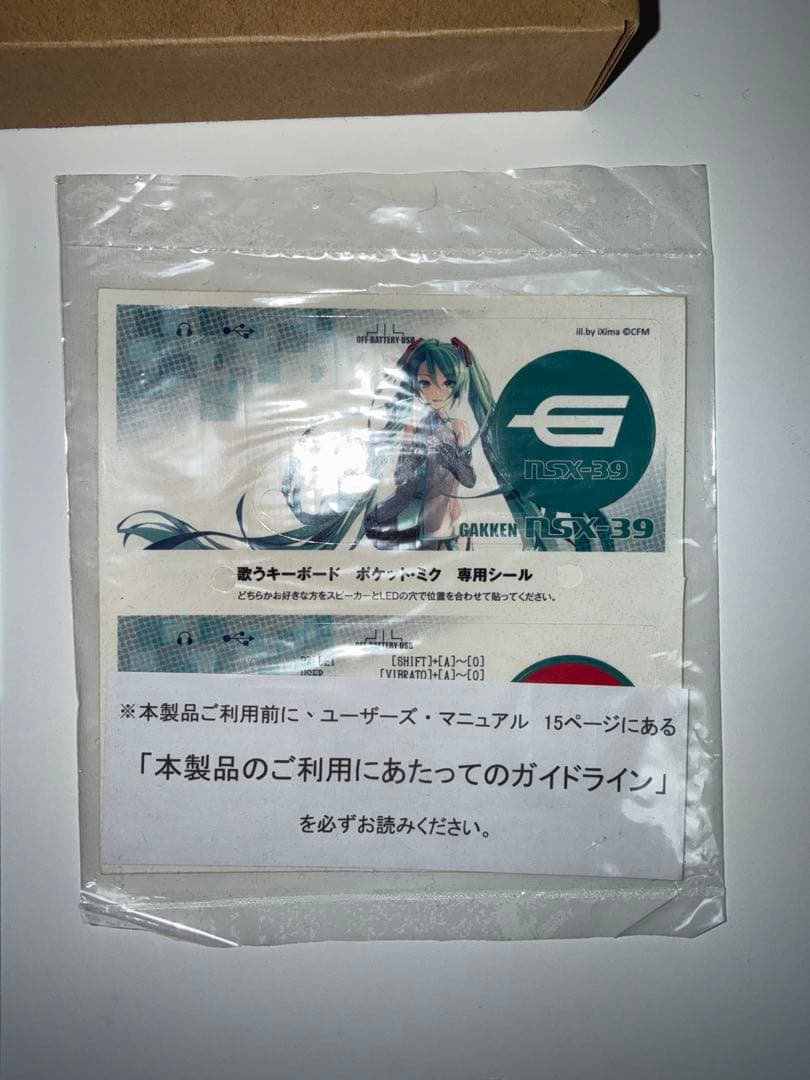 ill.by iXima ©CFM
OFF BATTERY USB
G
NSX-39
GAKKEN NSX-39
歌うキーボード ポケット・ミク 専用シール
どちらかお好きな方をスピーカーとLEDの穴で位置を合わせて貼ってください。
OFF BATTERY USB
[SHIFT]+[A]～[O]
[VIBRATO]+[A]～[O]
※本製品ご利用前に、ユーザーズ・マニュアル 15ページにある
「本製品のご利用にあたってのガイドライン」
を必ずお読みください。